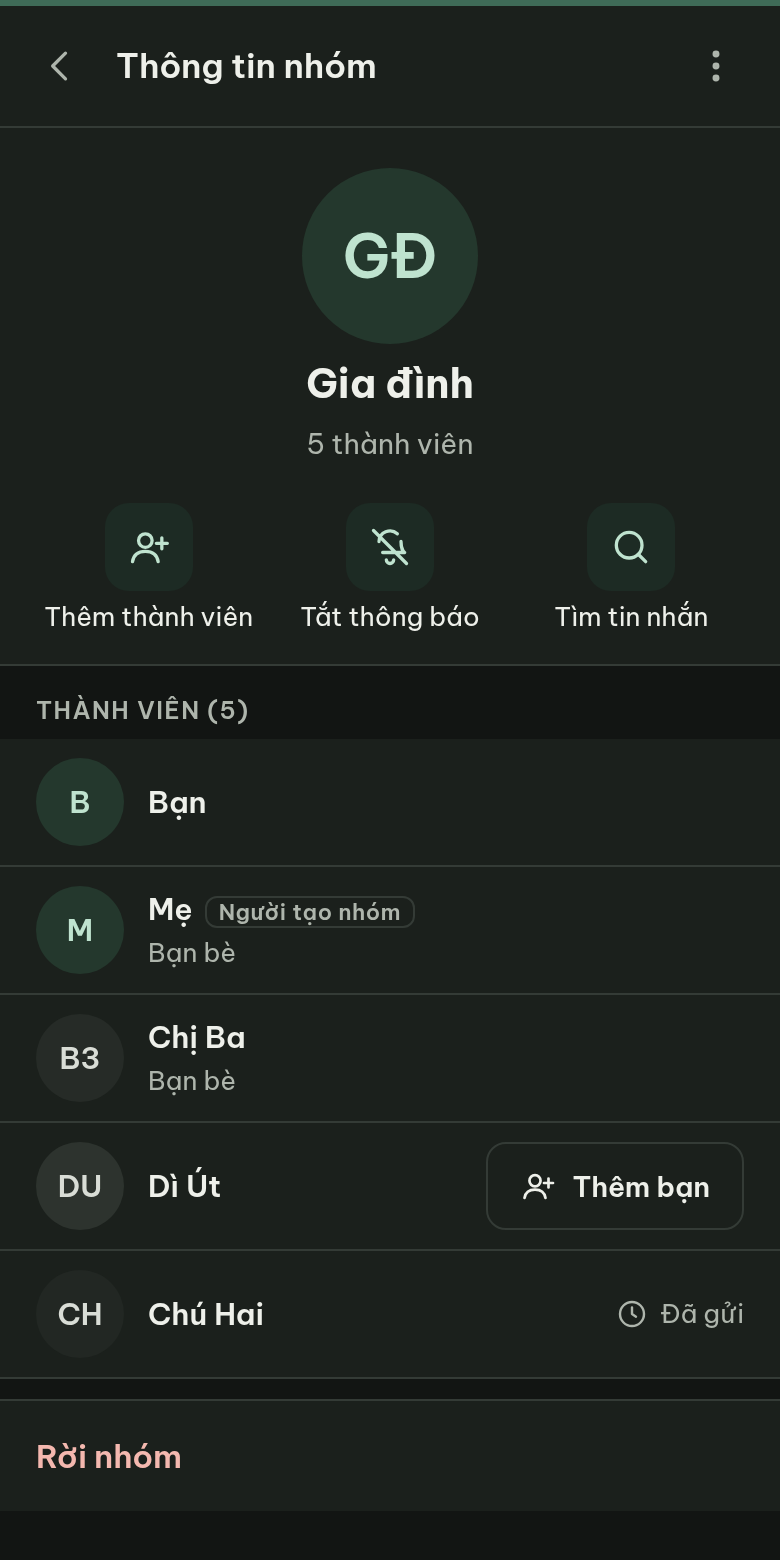 Thông tin nhóm
GĐ
Gia đình
5 thành viên
Thêm thành viên
Tắt thông báo
Tìm tin nhắn
THÀNH VIÊN (5)
B
Bạn
M
Mẹ Người tạo nhóm
Bạn bè
B3
Chị Ba
Bạn bè
DU
Dì Út
Thêm bạn
CH
Chú Hai
Đã gửi
Rời nhóm